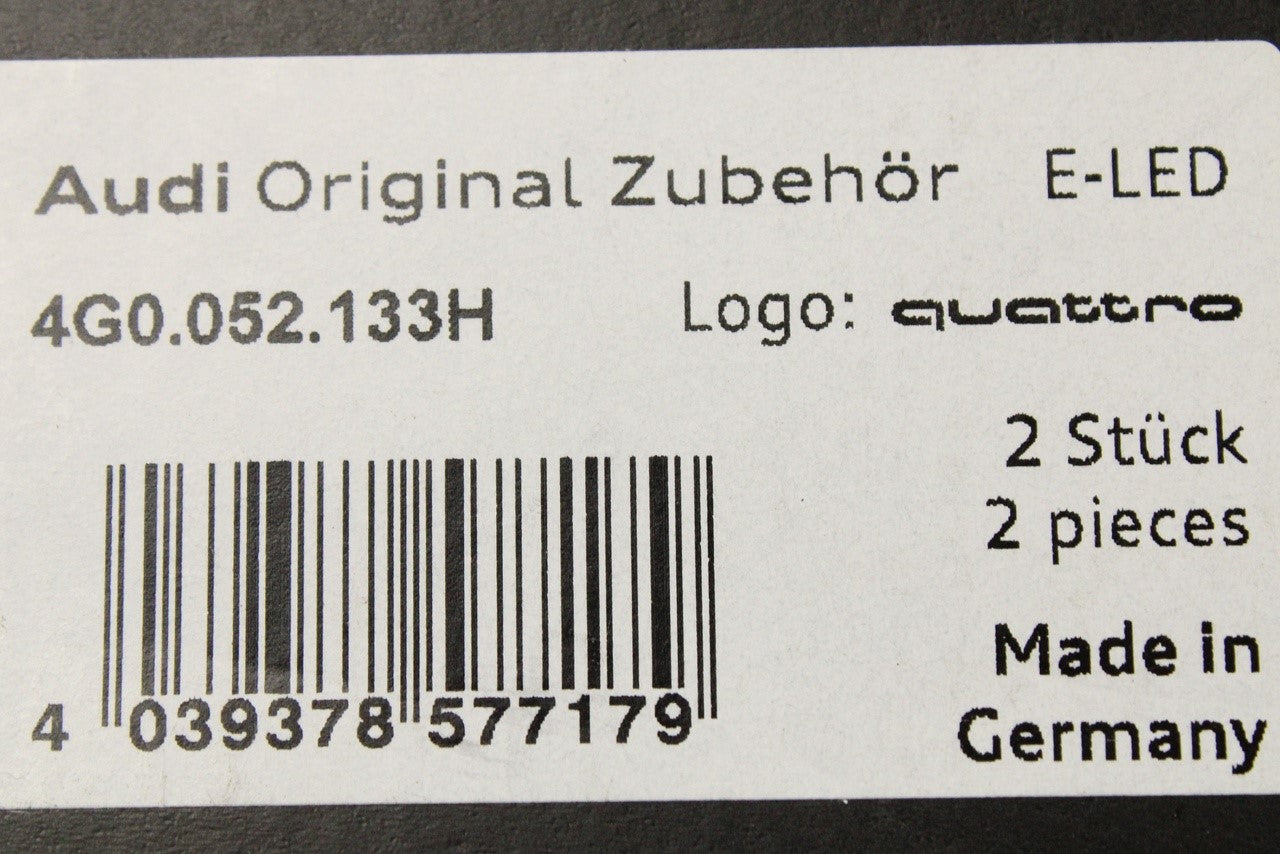 Audi Original Zubehör E-LED
4G0.052.133H Logo: quattro
2 Stück
2 pieces
Made in
Germany
4 039378 577179